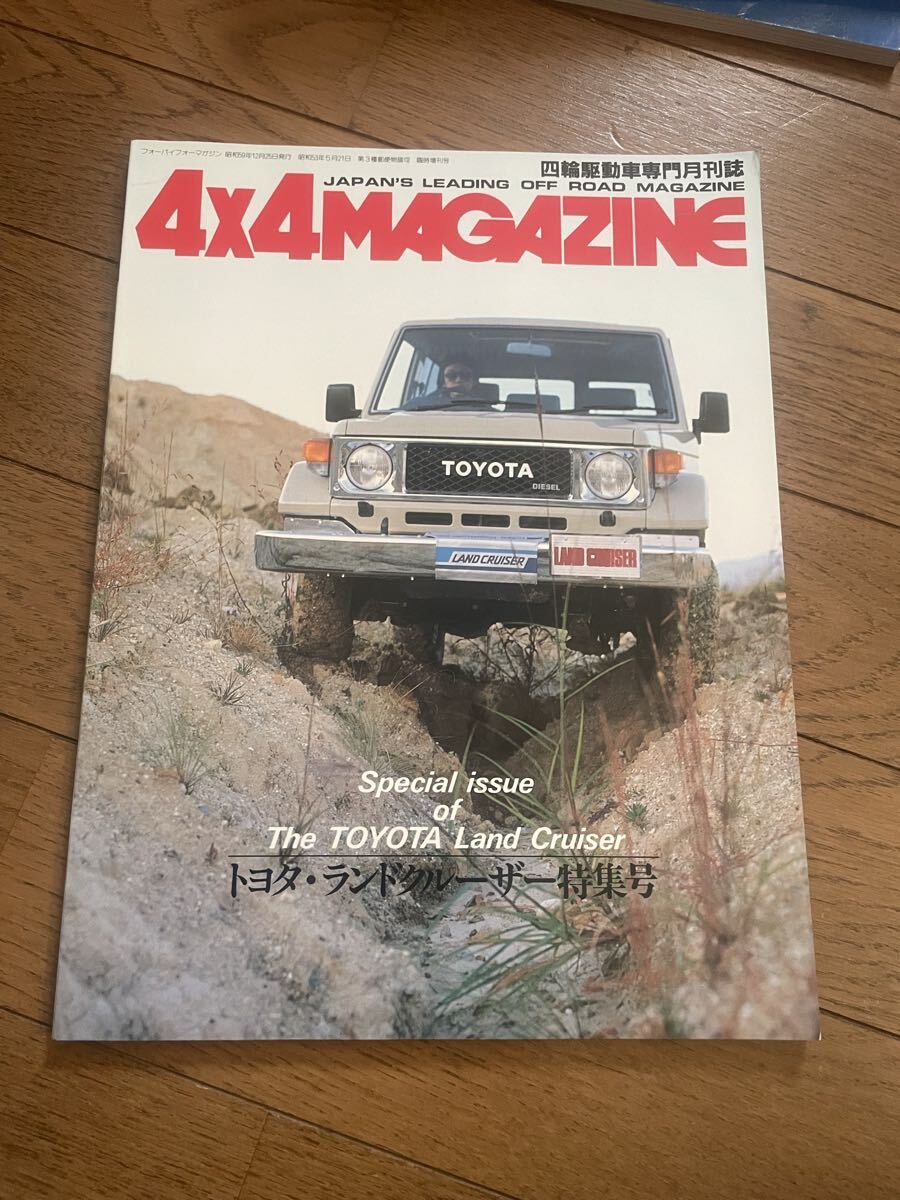 フォーバイフォーマガジン 昭和59年12月25日発行 昭和53年5月21日 第3種郵便物認可 臨時増刊号
四輪駆動車専門月刊誌
JAPAN'S LEADING OFF ROAD MAGAZINE
4X4MAGAZINE
TOYOTA
DIESEL
LAND CRUISER
LAND CRUISER
Special issue
of
The TOYOTA Land Cruiser
トヨタ・ランドクルーザー特集号